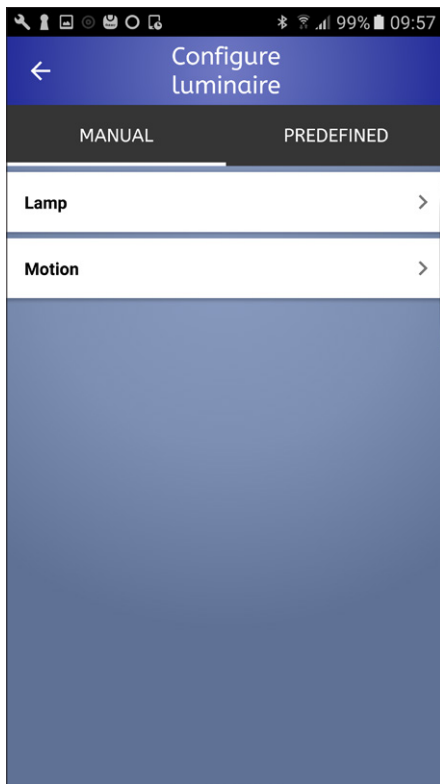 99% 09:57
Configure
luminaire
MANUAL PREDEFINED
Lamp
Motion